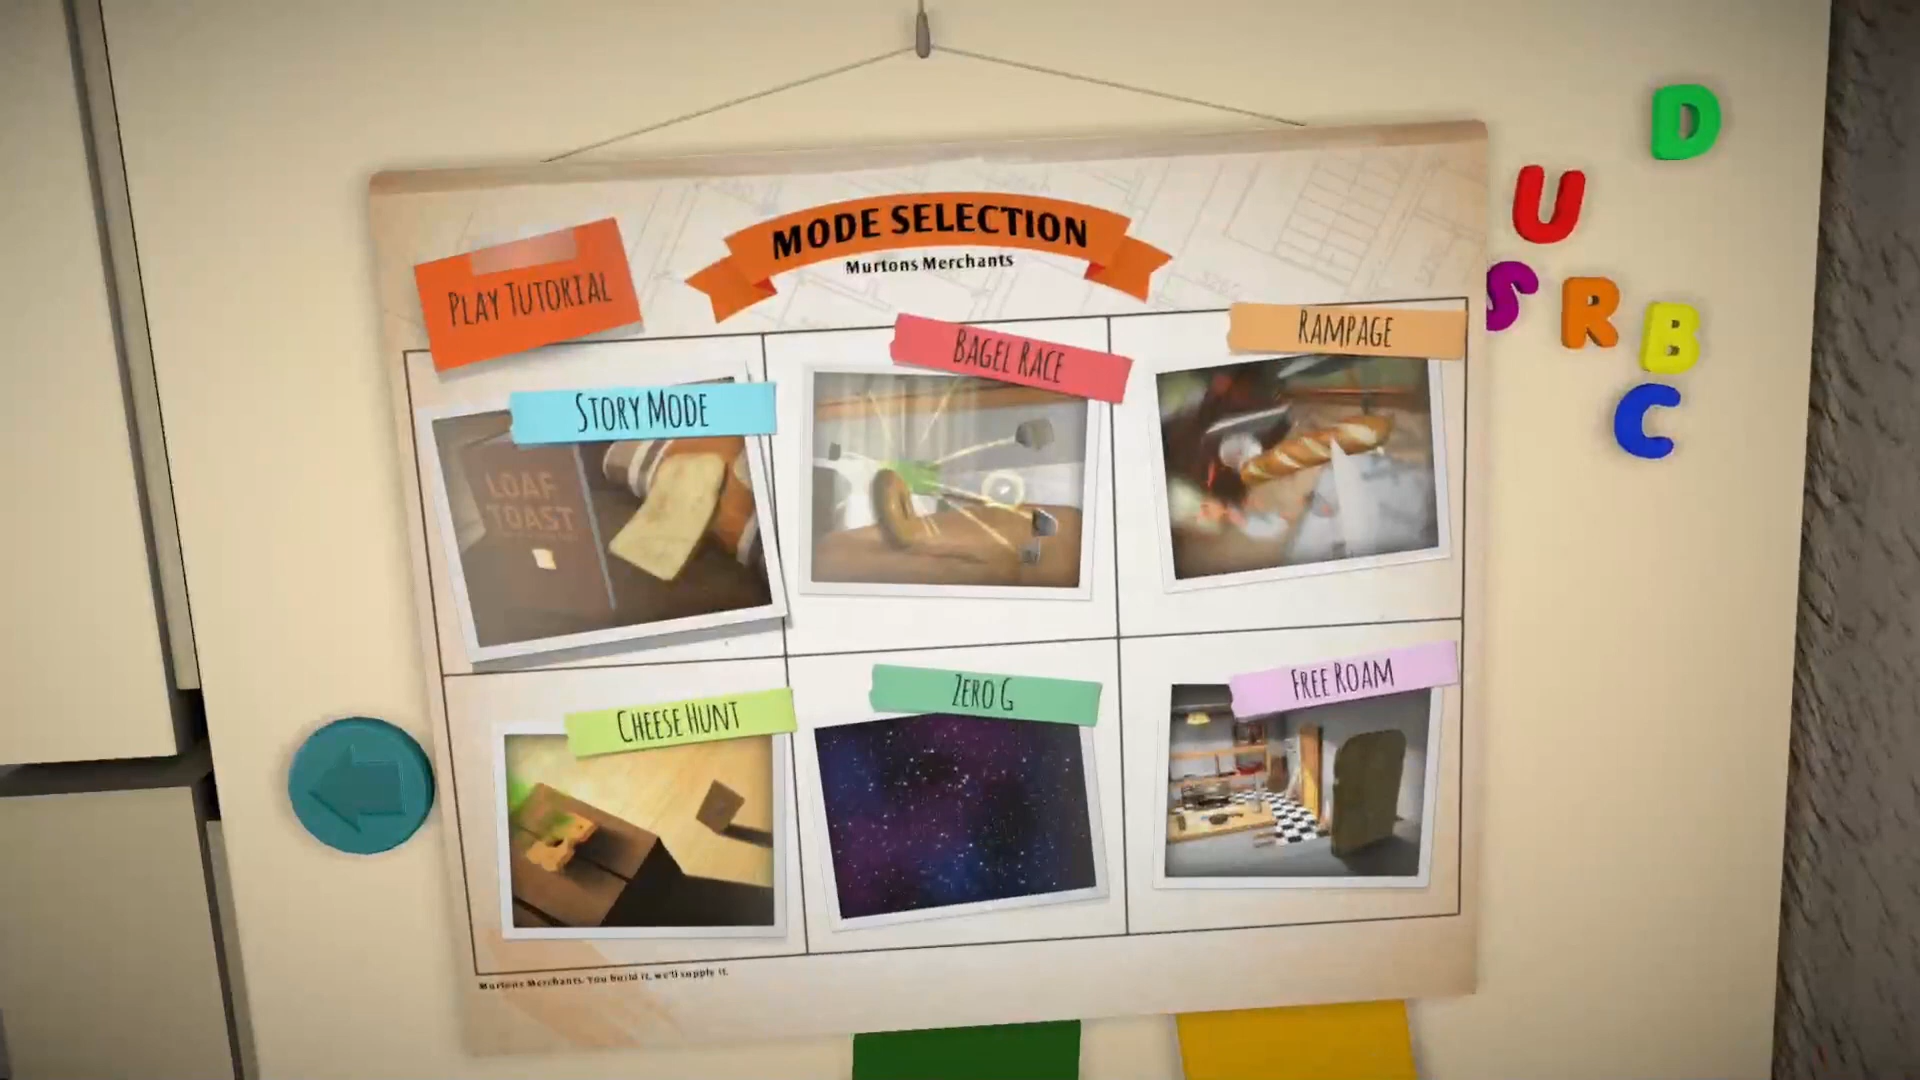 D
U
S R B
C
MODE SELECTION
Murtons Merchants
PLAY TUTORIAL
STORY MODE
LOAF
TOAST
BAGEL RACE
RAMPAGE
CHEESE HUNT
ZERO G
FREE ROAM
Murtons Merchants. You build it, we'll supply it.